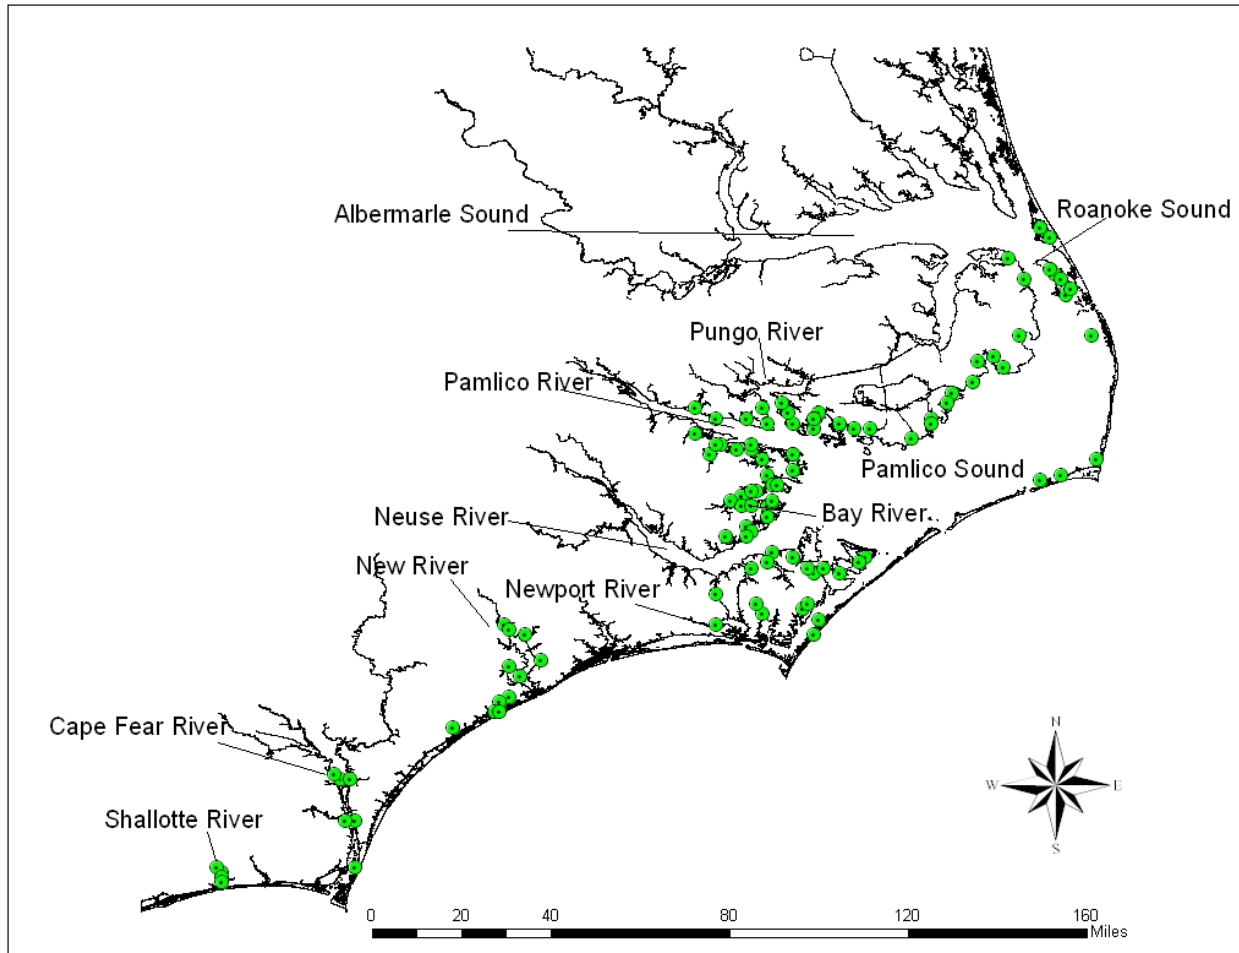 Albermarle Sound
Roanoke Sound
Pungo River
Pamlico River
Pamlico Sound
Bay River
Neuse River
New River
Newport River
Cape Fear River
Shallotte River
N
W E
S
0 20 40 80 120 160
Miles